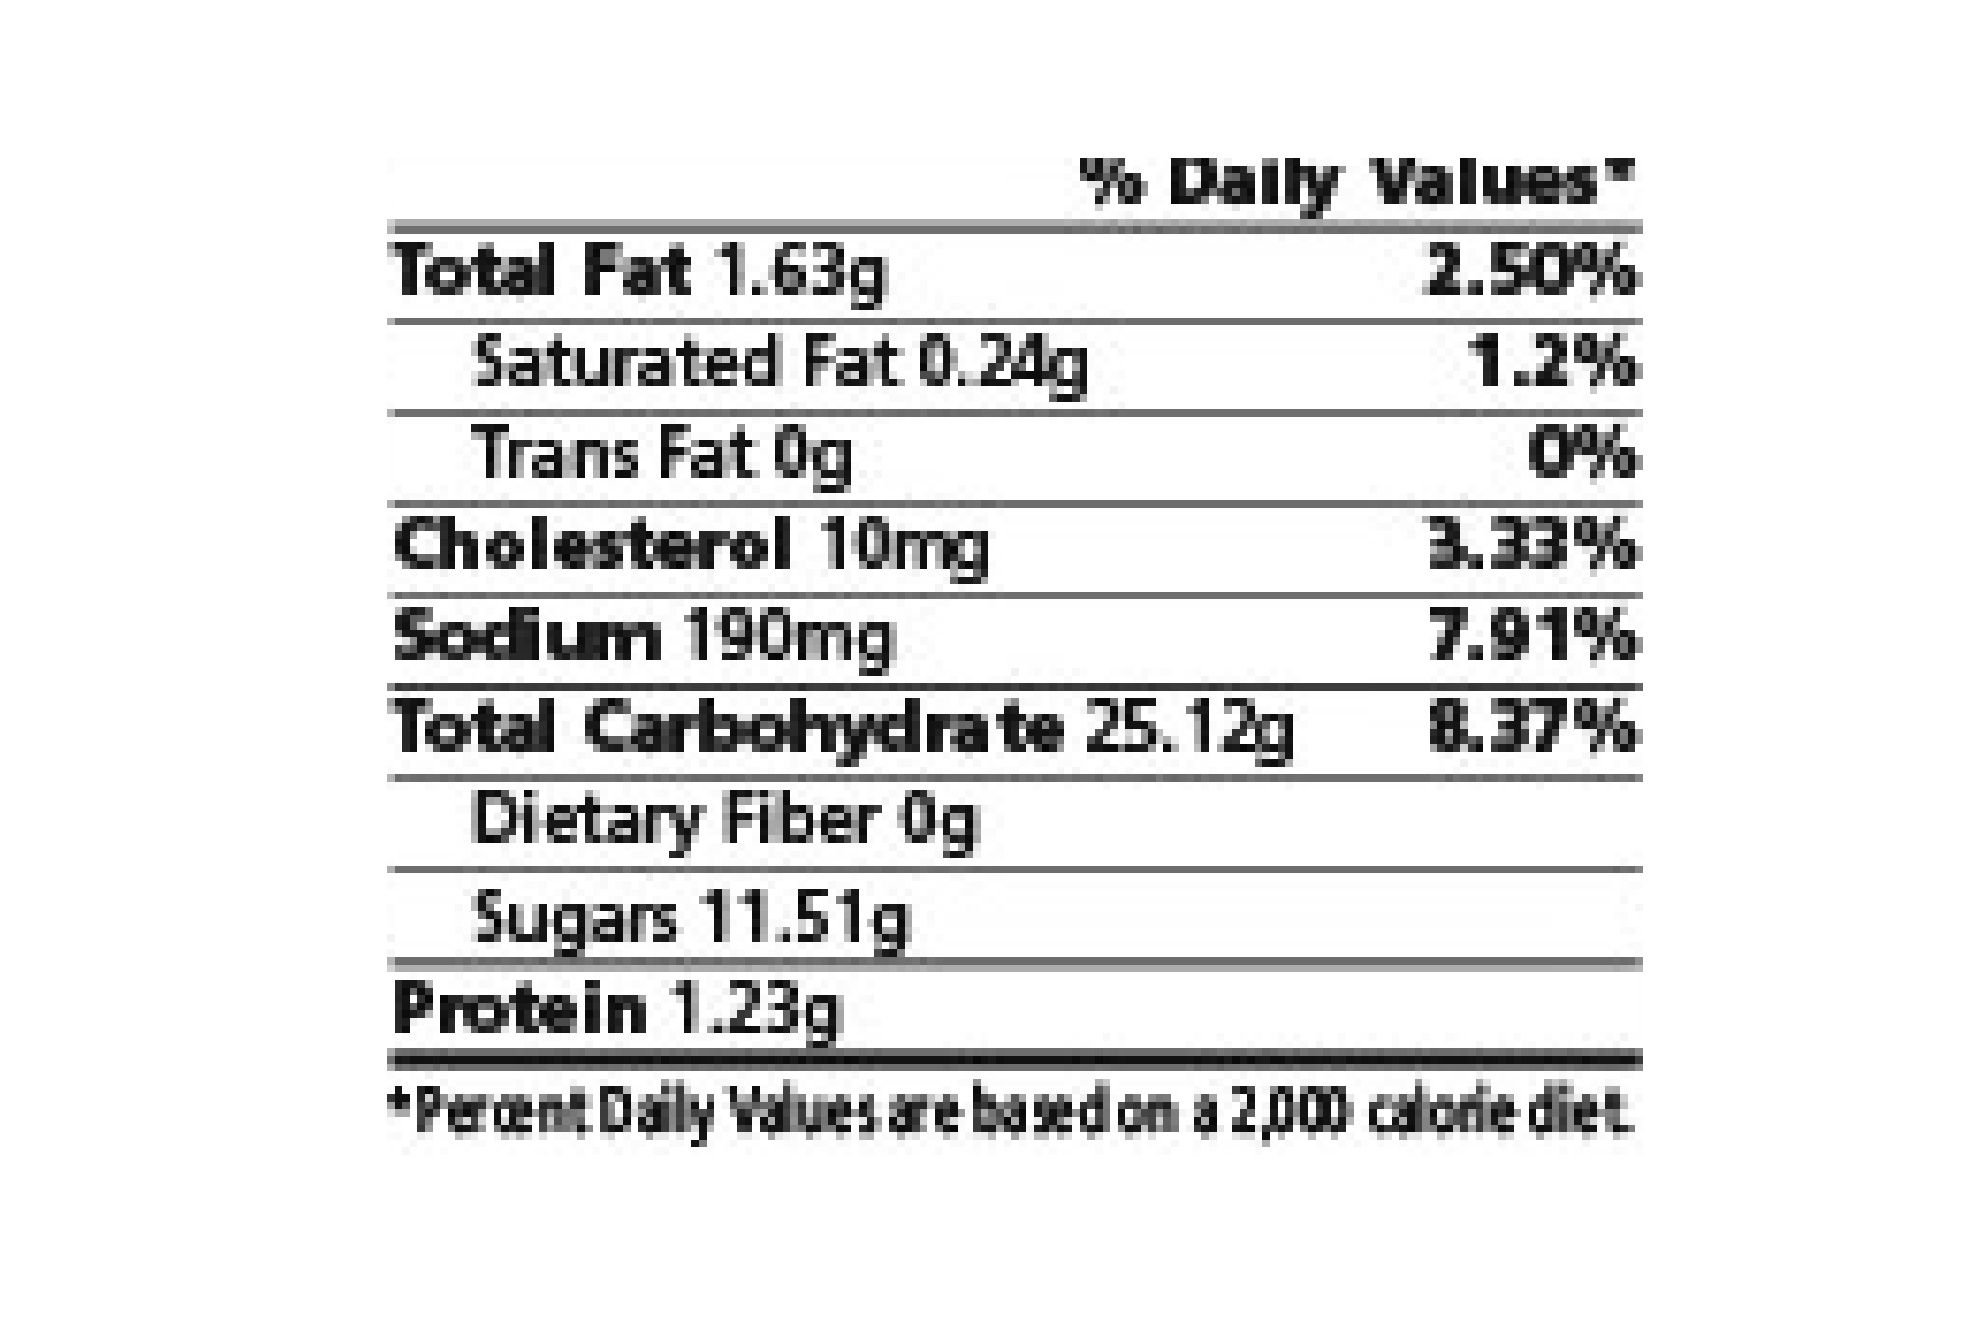 % Daily Values*
Total Fat 1.63g 2.50%
Saturated Fat 0.24g 1.2%
Trans Fat 0g 0%
Cholesterol 10mg 3.33%
Sodium 190mg 7.91%
Total Carbohydrate 25.12g 8.37%
Dietary Fiber 0g
Sugars 11.51g
Protein 1.23g
*Percent Daily Values are based on a 2,000 calorie diet.